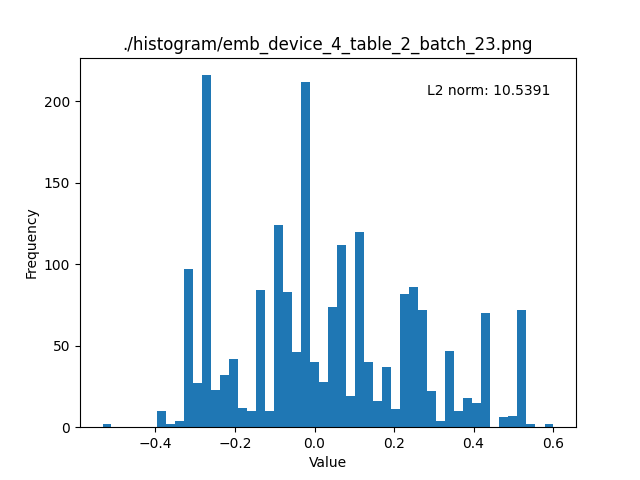 ./histogram/emb_device_4_table_2_batch_23.png
L2 norm: 10.5391
200
150
100
50
0
Frequency
−0.4 −0.2 0.0 0.2 0.4 0.6
Value